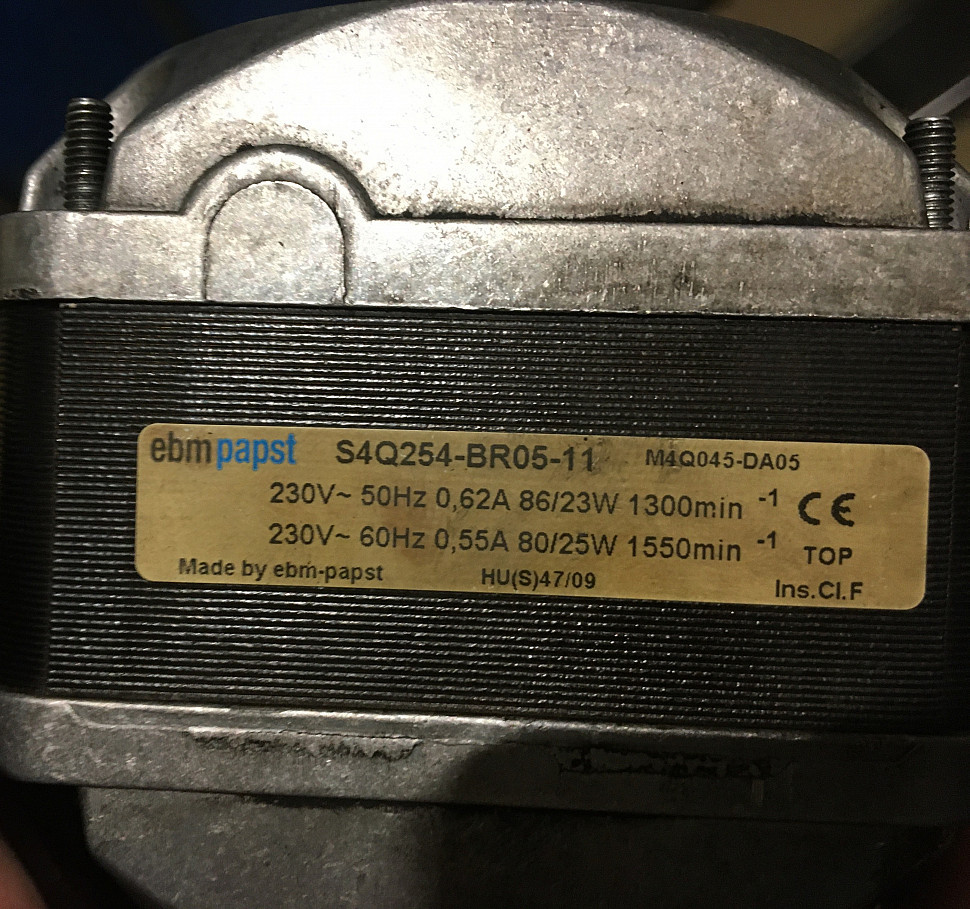 ebmpapst S4Q254-BR05-11 M4Q045-DA05
230V~ 50Hz 0,62A 86/23W 1300min -1 CE
230V~ 60Hz 0,55A 80/25W 1550min -1 TOP
Made by ebm-papst HU(S)47/09 Ins.Cl.F